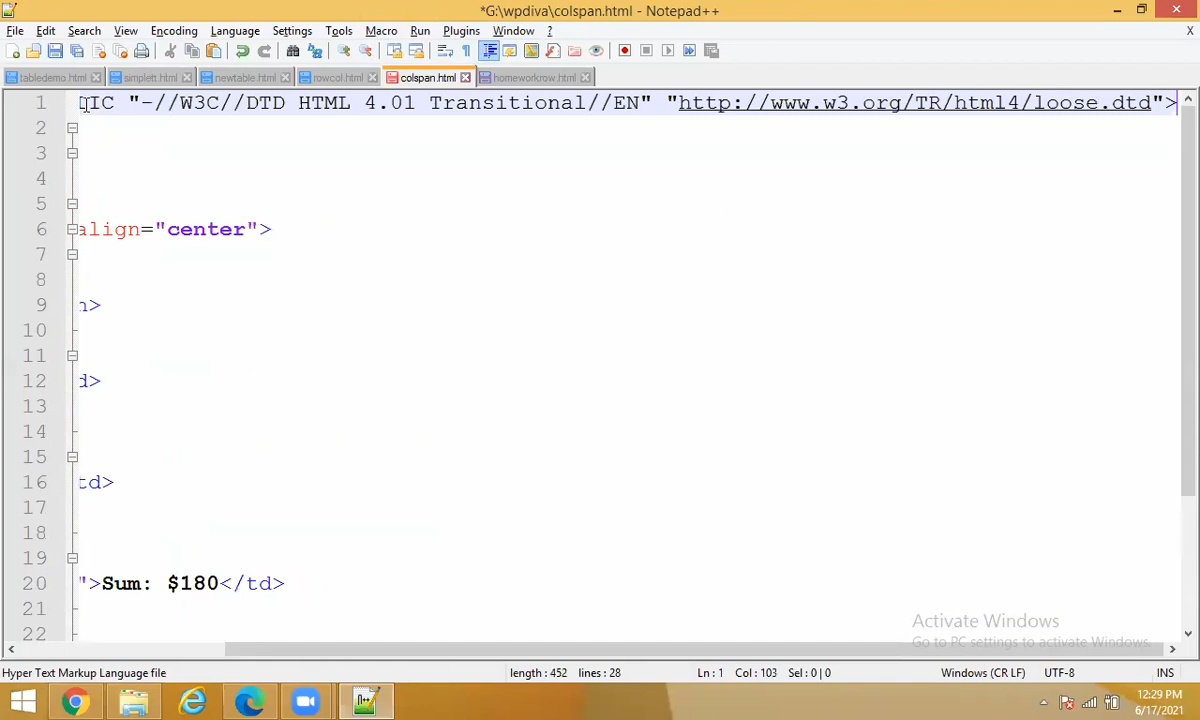 *G:\wpdiva\colspan.html - Notepad++
File Edit Search View Encoding Language Settings Tools Macro Run Plugins Window ? X
tabledemo.html simplett.html newtable.html rowcol.html colspan.html homeworkrow.html
1 IC "-//W3C//DTD HTML 4.01 Transitional//EN" "http://www.w3.org/TR/html4/loose.dtd">
2
3
4
5
6 align="center">
7
8
9 h>
10
11
12 d>
13
14
15
16 td>
17
18
19
20 ">Sum: $180</td>
21
22
Activate Windows
Go to PC settings to activate Windows.
Hyper Text Markup Language file length : 452 lines : 28 Ln : 1 Col : 103 Sel : 0 | 0 Windows (CR LF) UTF-8 INS
12:29 PM
6/17/2021